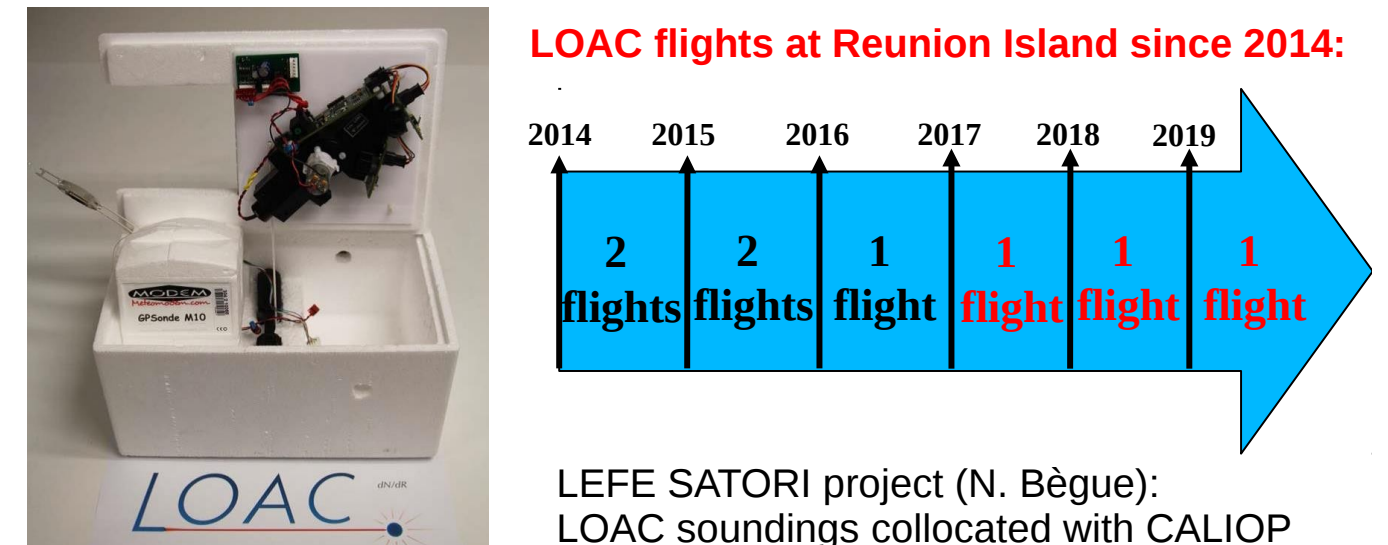 LOAC flights at Reunion Island since 2014:
2014 2015 2016 2017 2018 2019
2 2 1 1 1 1
flights flights flight flight flight flight
MODEM
Meteomodem.com
GPSonde M10
LOAC dN/dR
LEFE SATORI project (N. Bègue):
LOAC soundings collocated with CALIOP